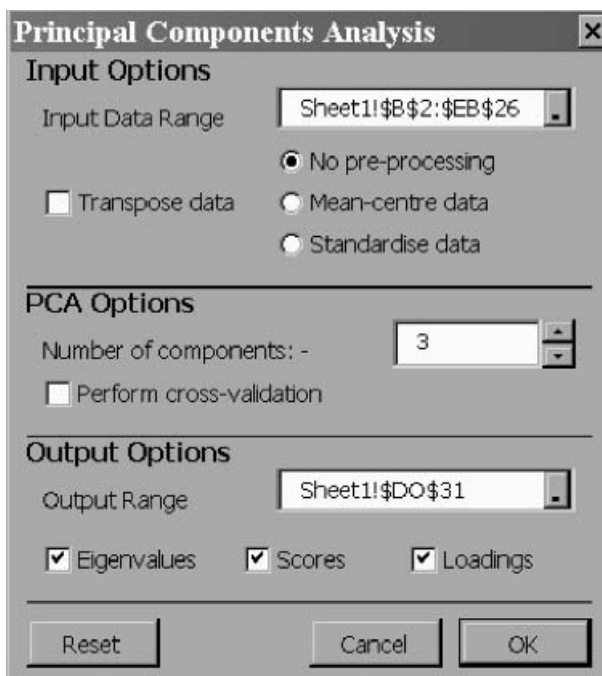 Principal Components Analysis
Input Options
Input Data Range Sheet1!$B$2:$EB$26
No pre-processing
Transpose data Mean-centre data
Standardise data
PCA Options
Number of components: - 3
Perform cross-validation
Output Options
Output Range Sheet1!$DO$31
Eigenvalues Scores Loadings
Reset Cancel OK